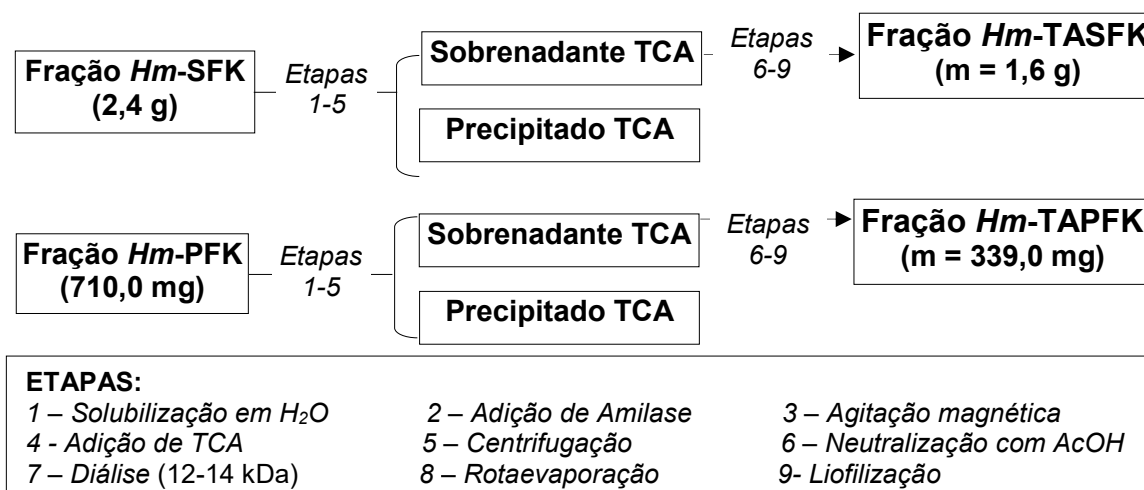 Fração Hm-SFK
(2,4 g)
Etapas
1-5
Sobrenadante TCA
Precipitado TCA
Etapas
6-9
Fração Hm-TASFK
(m = 1,6 g)
Fração Hm-PFK
(710,0 mg)
Etapas
1-5
Sobrenadante TCA
Precipitado TCA
Etapas
6-9
Fração Hm-TAPFK
(m = 339,0 mg)
ETAPAS:
1 – Solubilização em H₂O 2 – Adição de Amilase 3 – Agitação magnética
4 - Adição de TCA 5 – Centrifugação 6 – Neutralização com AcOH
7 – Diálise (12-14 kDa) 8 – Rotaevaporação 9- Liofilização